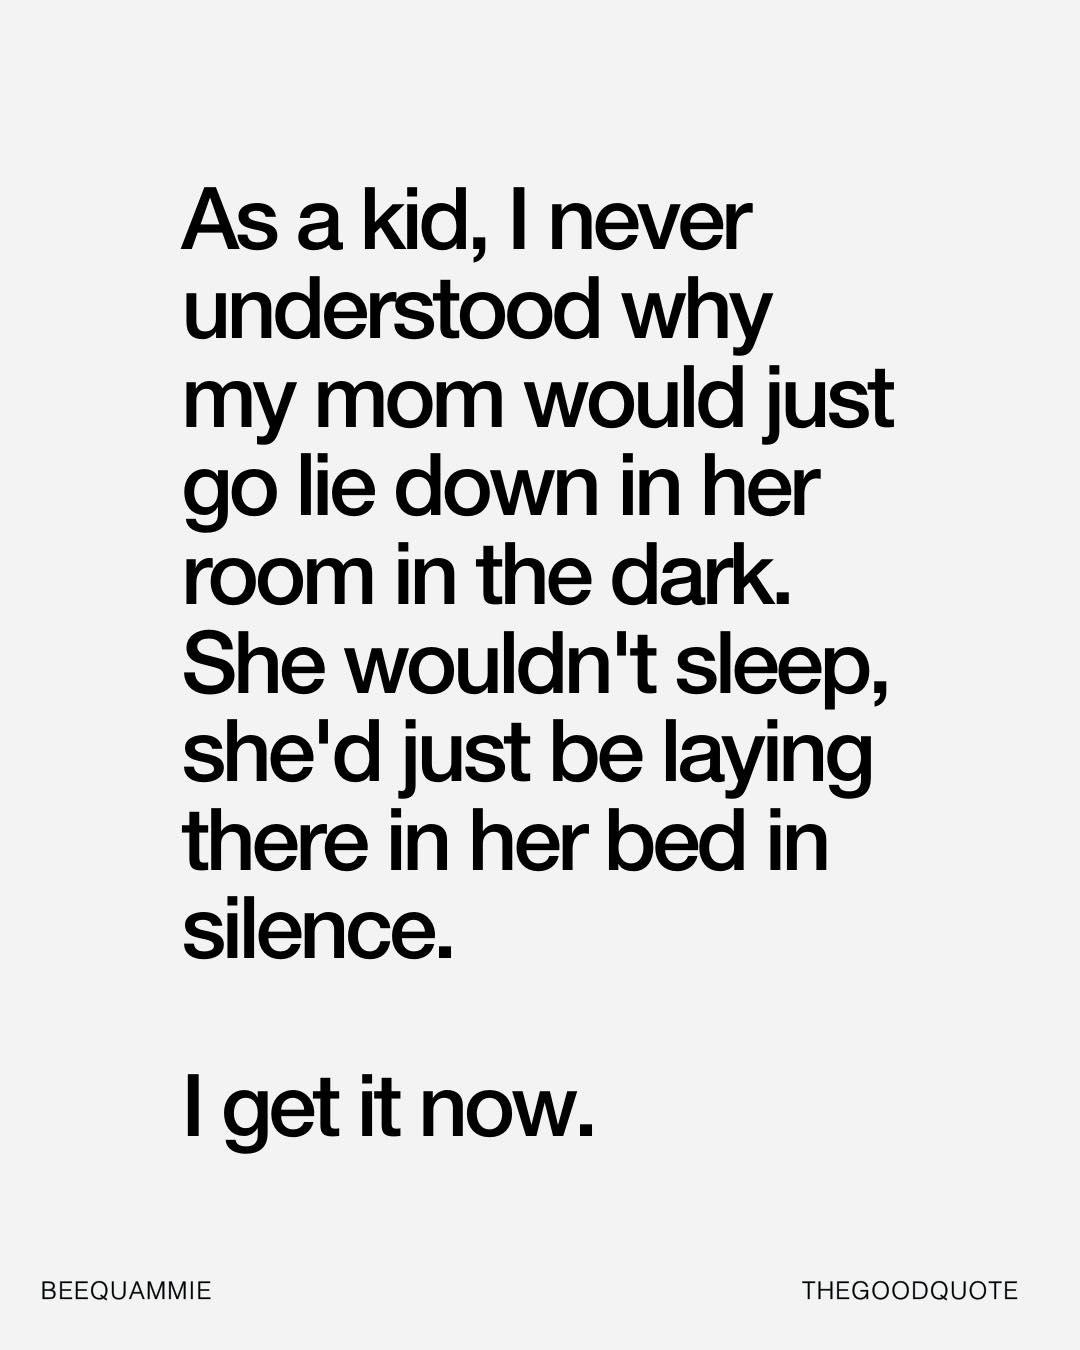 As a kid, I never
understood why
my mom would just
go lie down in her
room in the dark.
She wouldn't sleep,
she'd just be laying
there in her bed in
silence.
I get it now.
BEEQUAMMIE
THEGOODQUOTE